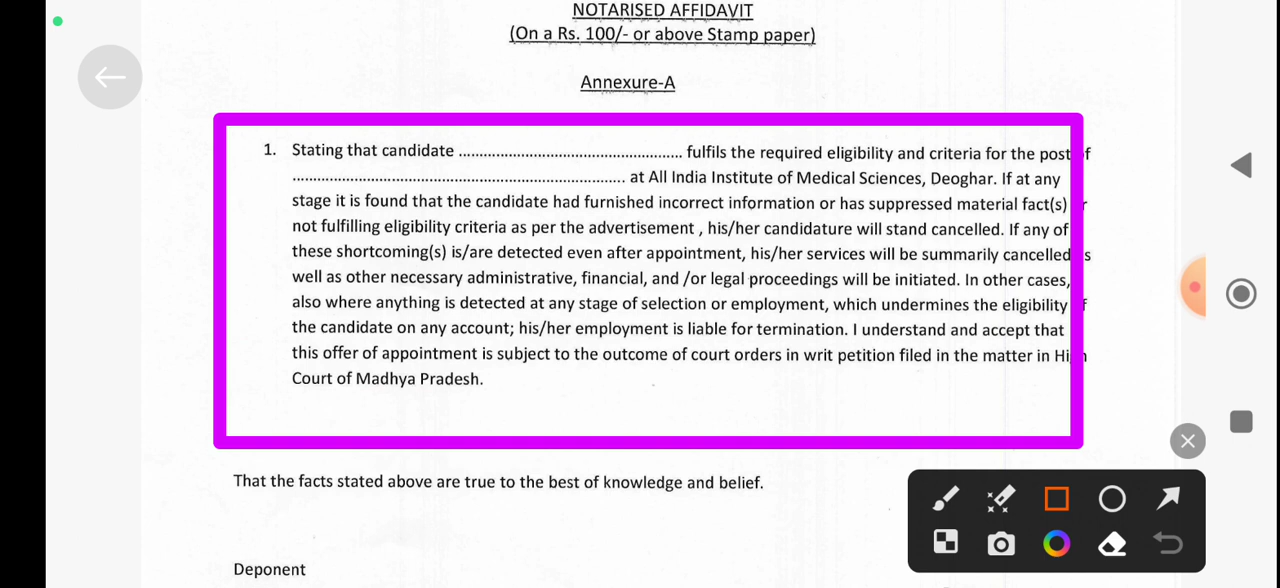 NOTARISED AFFIDAVIT
(On a Rs. 100/- or above Stamp paper)
Annexure-A
1. Stating that candidate ...................................................... fulfils the required eligibility and criteria for the post of
................................................................................ at All India Institute of Medical Sciences, Deoghar. If at any
stage it is found that the candidate had furnished incorrect information or has suppressed material fact(s)
not fulfilling eligibility criteria as per the advertisement , his/her candidature will stand cancelled. If any of
these shortcoming(s) is/are detected even after appointment, his/her services will be summarily cancelled
well as other necessary administrative, financial, and /or legal proceedings will be initiated. In other cases,
also where anything is detected at any stage of selection or employment, which undermines the eligibility
the candidate on any account; his/her employment is liable for termination. I understand and accept that
this offer of appointment is subject to the outcome of court orders in writ petition filed in the matter in High
Court of Madhya Pradesh.
That the facts stated above are true to the best of knowledge and belief.
Deponent